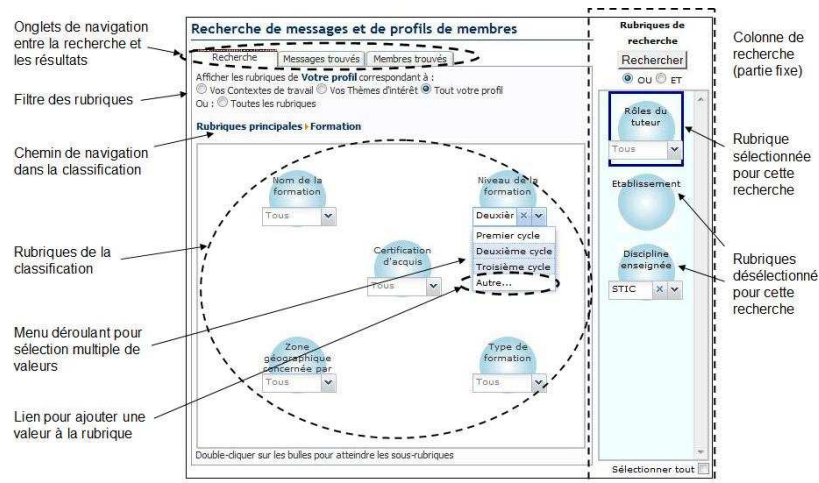 Onglets de navigation
entre la recherche et
les résultats
Filtre des rubriques
Chemin de navigation
dans la classification
Rubriques de la
classification
Menu déroulant pour
sélection multiple de
valeurs
Lien pour ajouter une
valeur à la rubrique
Recherche de messages et de profils de membres
Recherche
Messages trouvés
Membres trouvés
Afficher les rubriques de Votre profil correspondant à :
Vos Contextes de travail Vos Thèmes d'intérêt Tout votre profil
Ou : Toutes les rubriques
Rubriques principales Formation
Nom de la
formation
Tous
Niveau de la
formation
Deuxièr
Premier cycle
Deuxième cycle
Troisième cycle
Autre...
Certification
d'acquis
Tous
Zone
géographique
concernée par
Tous
Type de
formation
Tous
Double-cliquer sur les bulles pour atteindre les sous-rubriques
Rubriques de
recherche
Rechercher
OU ET
Rôles du
tuteur
Tous
Etablissement
Discipline
enseignée
STIC
Sélectionner tout
Colonne de
recherche
(partie fixe)
Rubrique
sélectionnée
pour cette
recherche
Rubriques
désélectionné
pour cette
recherche